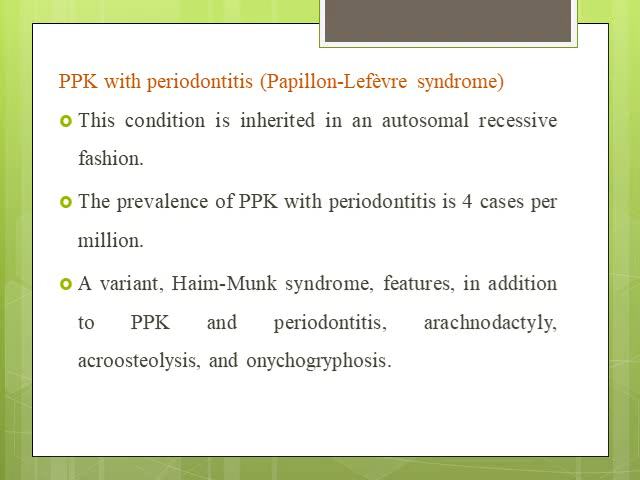 PPK with periodontitis (Papillon-Lefèvre syndrome)
This condition is inherited in an autosomal recessive
fashion.
The prevalence of PPK with periodontitis is 4 cases per
million.
A variant, Haim-Munk syndrome, features, in addition
to PPK and periodontitis, arachnodactyly,
acroosteolysis, and onychogryphosis.